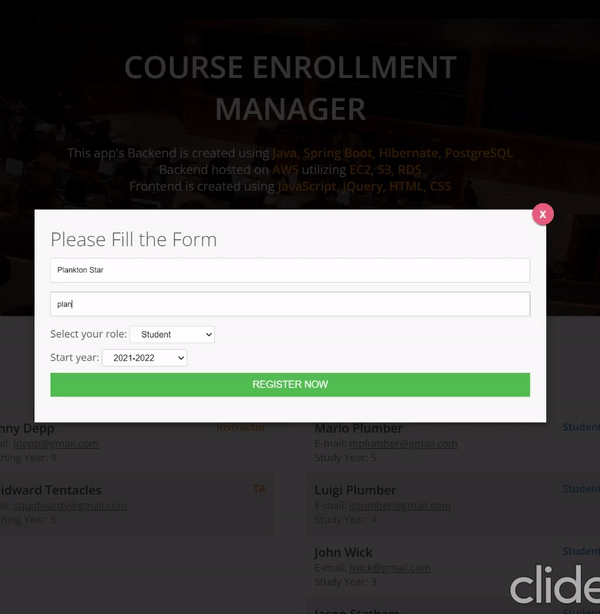 COURSE ENROLLMENT
MANAGER
This app's Backend is created using Java, Spring Boot, Hibernate, PostgreSQL
Backend hosted on AWS utilizing EC2, S3, RDS
Frontend is created using JavaScript, jQuery, HTML, CSS
X
Please Fill the Form
Plankton Star
plan
Select your role: Student
Start year: 2021-2022
REGISTER NOW
nny Depp Instructor
ail: jdepp@gmail.com
ching Year: 9
idward Tentacles TA
ail: squidwardy@gmail.com
ching Year: 5
Mario Plumber Student
E-mail: mplumber@gmail.com
Study Year: 5
Luigi Plumber Student
E-mail: lplumber@gmail.com
Study Year: 4
John Wick Student
E-mail: jwick@gmail.com
Study Year: 3
Jason Statham Student
clide